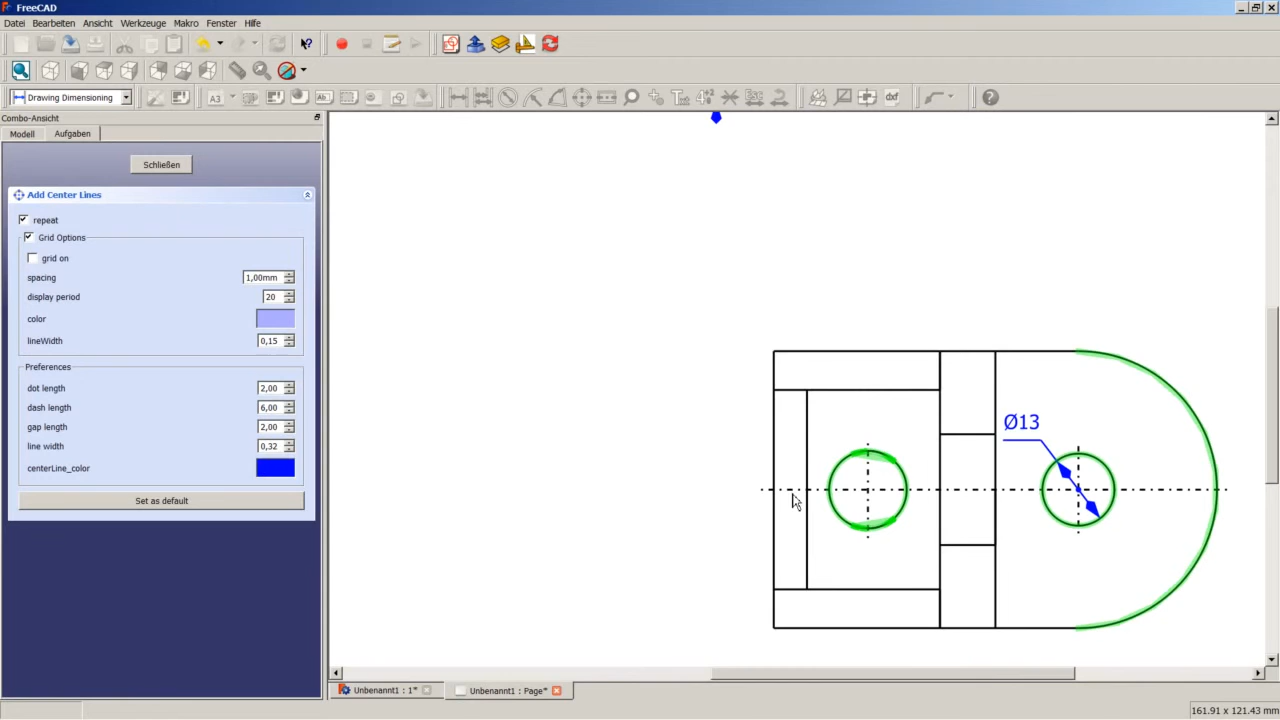 FreeCAD
Datei Bearbeiten Ansicht Werkzeuge Makro Fenster Hilfe
Drawing Dimensioning
Combo-Ansicht
Modell Aufgaben
Schließen
Add Center Lines
repeat
Grid Options
grid on
spacing 1,00mm
display period 20
color
lineWidth 0,15
Preferences
dot length 2,00
dash length 6,00
gap length 2,00
line width 0,32
centerLine_color
Set as default
Ø13
Unbenannt1 : 1* Unbenannt1 : Page*
161.91 x 121.43 mm